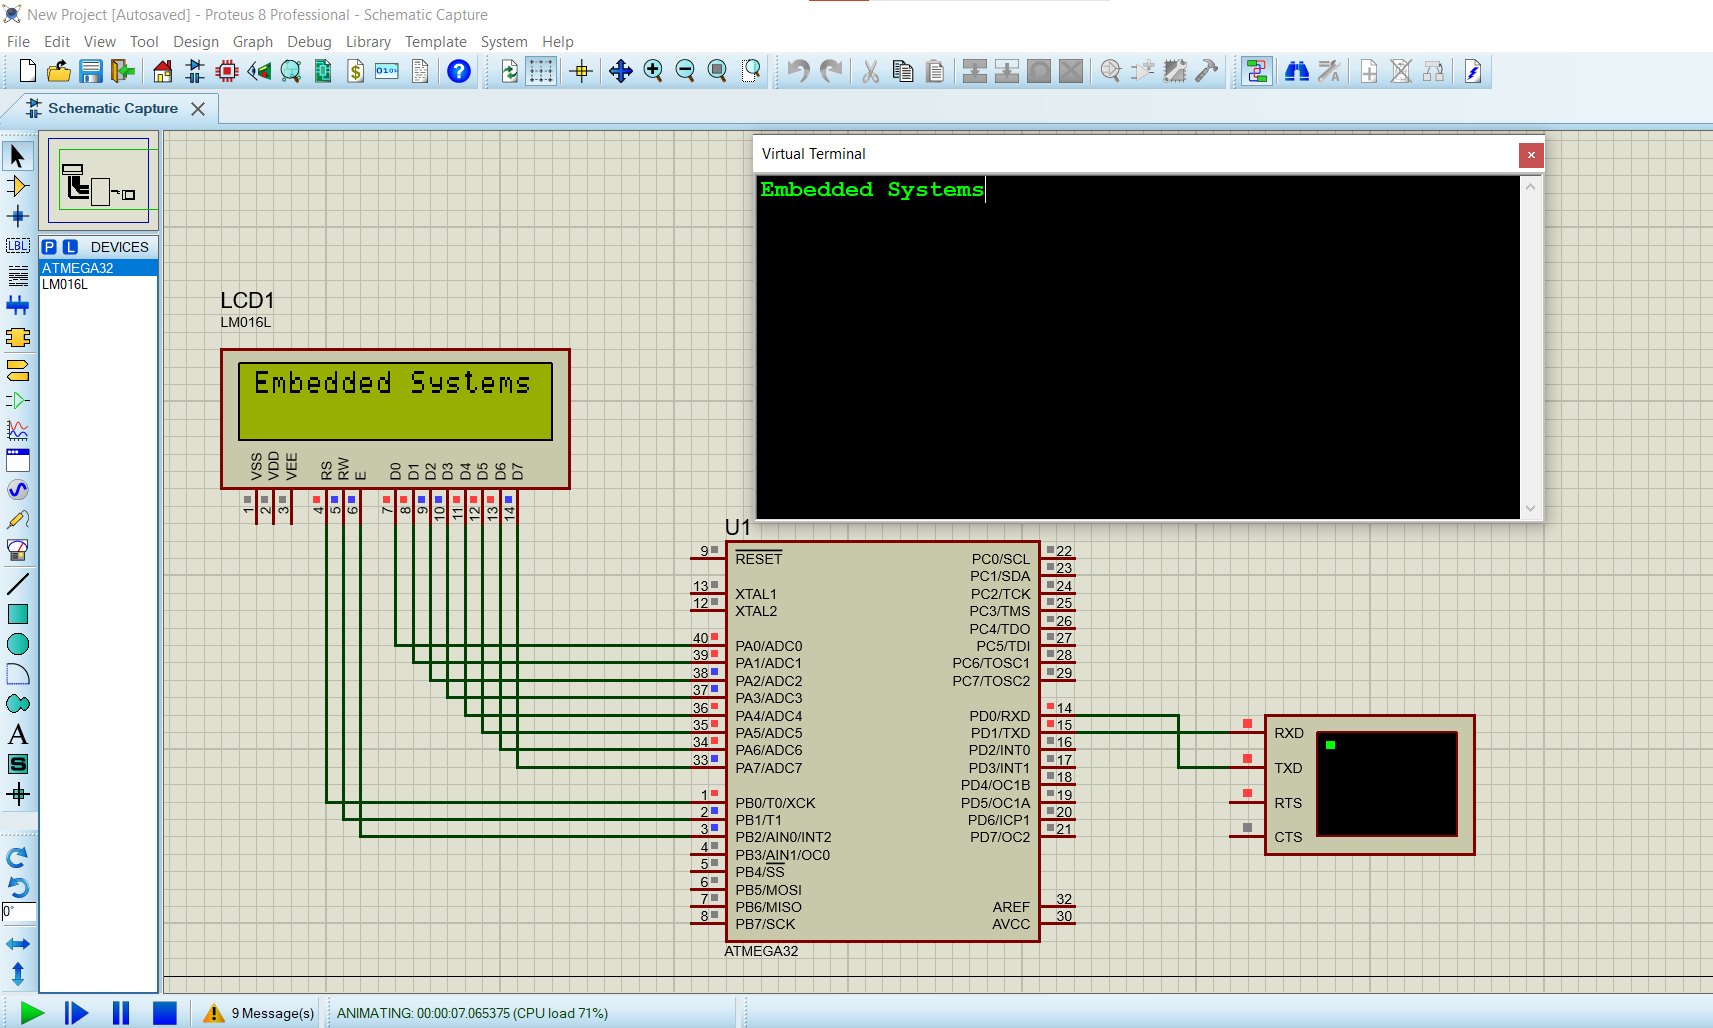 New Project [Autosaved] - Proteus 8 Professional - Schematic Capture
File Edit View Tool Design Graph Debug Library Template System Help
$ 0101 ?
Schematic Capture
LBL
P L DEVICES
ATMEGA32
LM016L
A
S
0°
Virtual Terminal
Embedded Systems
LCD1
LM016L
Embedded Systems
VSS VDD VEE RS RW E D0 D1 D2 D3 D4 D5 D6 D7
1 2 3 4 5 6 7 8 9 10 11 12 13 14
U1
9 RESET PC0/SCL 22
PC1/SDA 23
13 XTAL1 PC2/TCK 24
12 XTAL2 PC3/TMS 25
PC4/TDO 26
40 PA0/ADC0 PC5/TDI 27
39 PA1/ADC1 PC6/TOSC1 28
38 PA2/ADC2 PC7/TOSC2 29
37 PA3/ADC3
36 PA4/ADC4 PD0/RXD 14
35 PA5/ADC5 PD1/TXD 15
34 PA6/ADC6 PD2/INT0 16
33 PA7/ADC7 PD3/INT1 17
PD4/OC1B 18
1 PB0/T0/XCK PD5/OC1A 19
2 PB1/T1 PD6/ICP1 20
3 PB2/AIN0/INT2 PD7/OC2 21
4 PB3/AIN1/OC0
5 PB4/SS
6 PB5/MOSI
7 PB6/MISO AREF 32
8 PB7/SCK AVCC 30
ATMEGA32
RXD
TXD
RTS
CTS
9 Message(s) ANIMATING: 00:00:07.065375 (CPU load 71%)